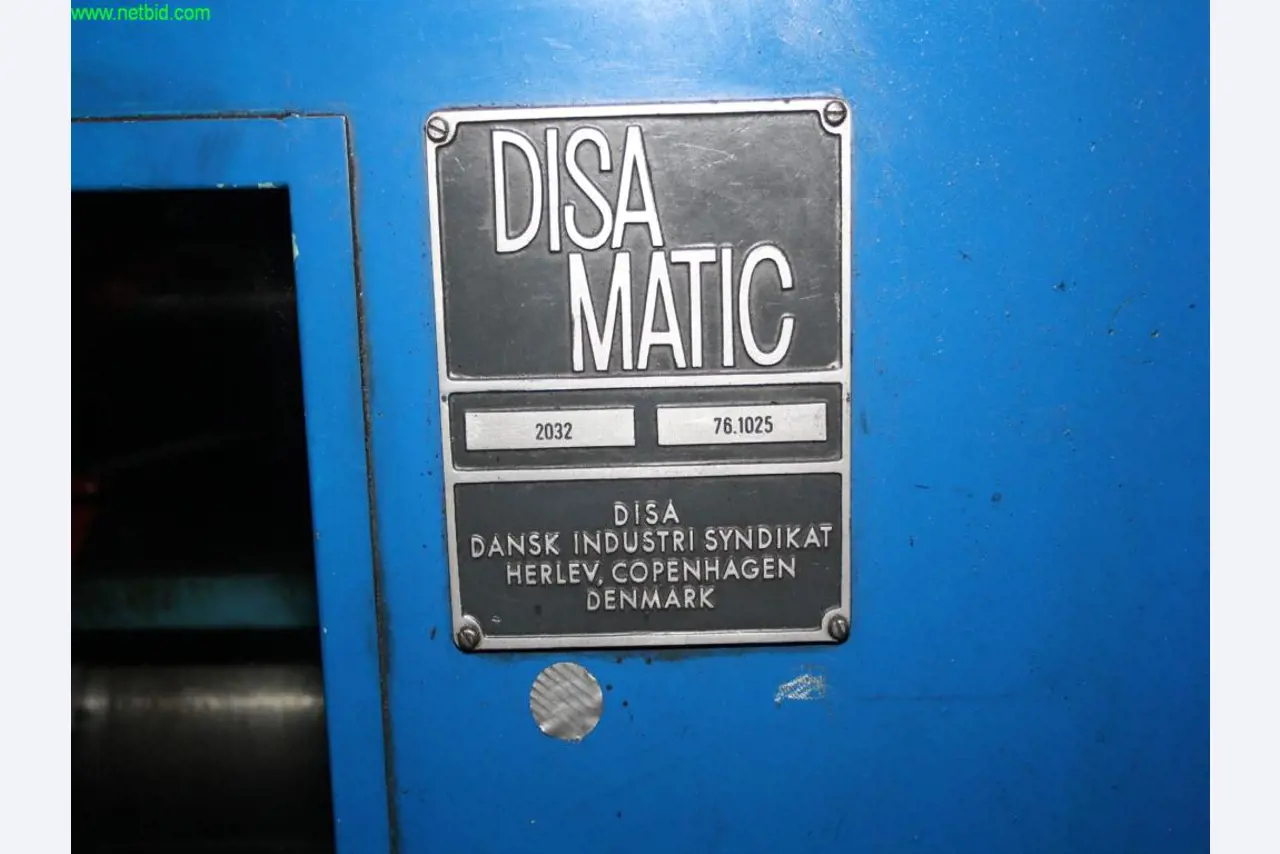 www.netbid.com
DISA
MATIC
2032 76.1025
DISA
DANSK INDUSTRI SYNDIKAT
HERLEV, COPENHAGEN
DENMARK